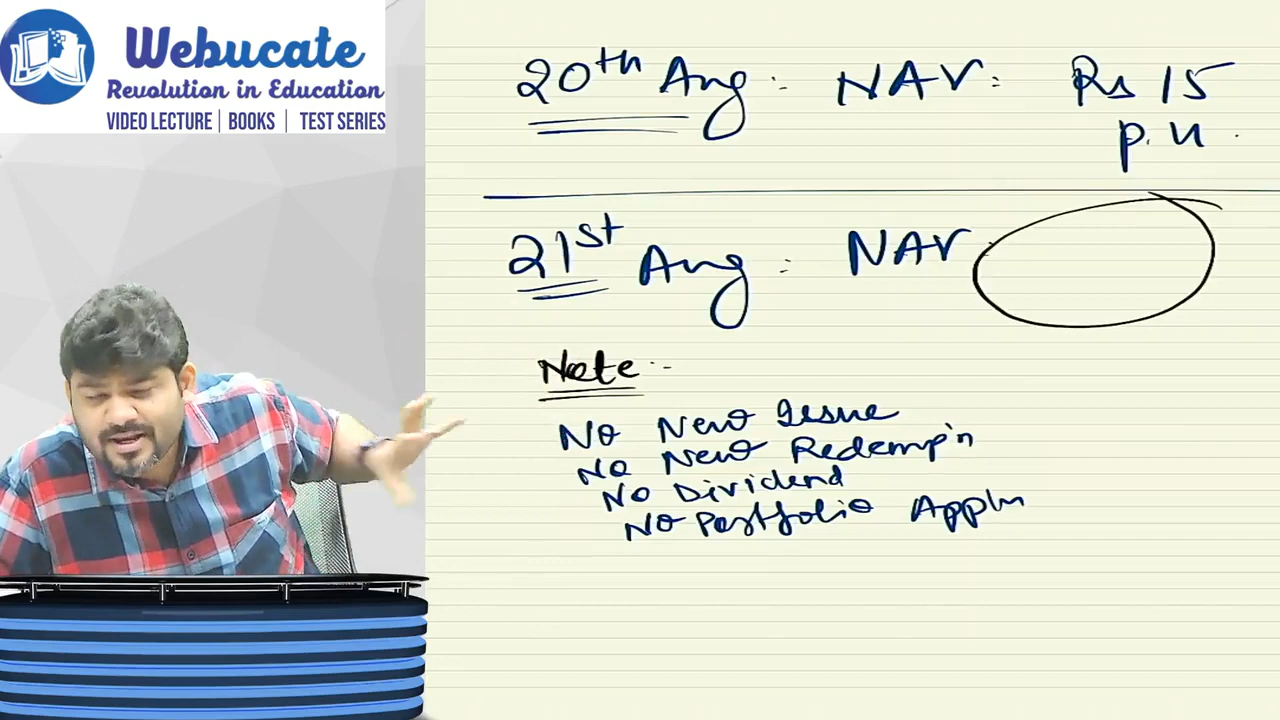 Webucate
Revolution in Education
VIDEO LECTURE | BOOKS | TEST SERIES
20th Aug : NAV : Rs 15
p.u.
21st Aug : NAV
Note :-
No New Issue
No New Redemp'n
No Dividend
No Portfolio Appln